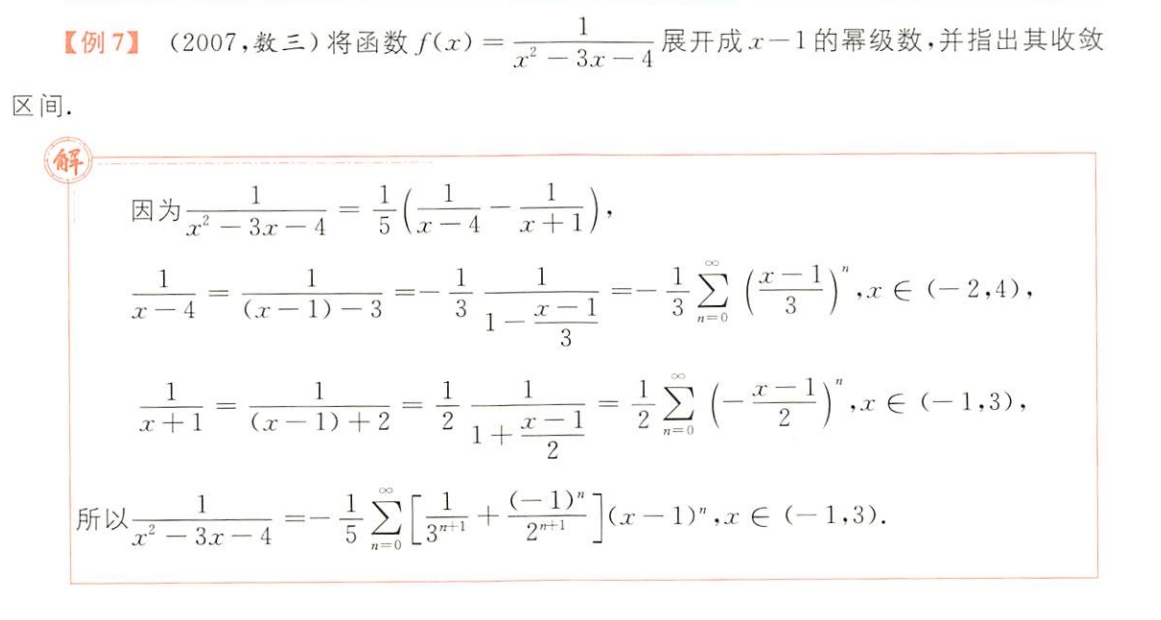 【例7】 (2007,数三)将函数 $f(x)=\frac{1}{x^2-3x-4}$ 展开成 $x-1$ 的幂级数,并指出其收敛
区间.
解
因为 $\frac{1}{x^2-3x-4}=\frac{1}{5}\left(\frac{1}{x-4}-\frac{1}{x+1}\right)$,
$\frac{1}{x-4}=\frac{1}{(x-1)-3}=-\frac{1}{3}\frac{1}{1-\frac{x-1}{3}}=-\frac{1}{3}\sum_{n=0}^{\infty}\left(\frac{x-1}{3}\right)^n,x\in(-2,4)$,
$\frac{1}{x+1}=\frac{1}{(x-1)+2}=\frac{1}{2}\frac{1}{1+\frac{x-1}{2}}=\frac{1}{2}\sum_{n=0}^{\infty}\left(-\frac{x-1}{2}\right)^n,x\in(-1,3)$,
所以 $\frac{1}{x^2-3x-4}=-\frac{1}{5}\sum_{n=0}^{\infty}\left[\frac{1}{3^{n+1}}+\frac{(-1)^n}{2^{n+1}}\right](x-1)^n,x\in(-1,3)$.